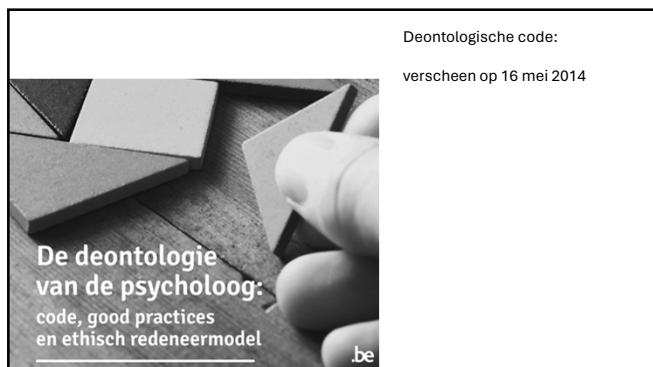 Deontologische code:
verscheen op 16 mei 2014
De deontologie
van de psycholoog:
code, good practices
en ethisch redeneermodel
.be